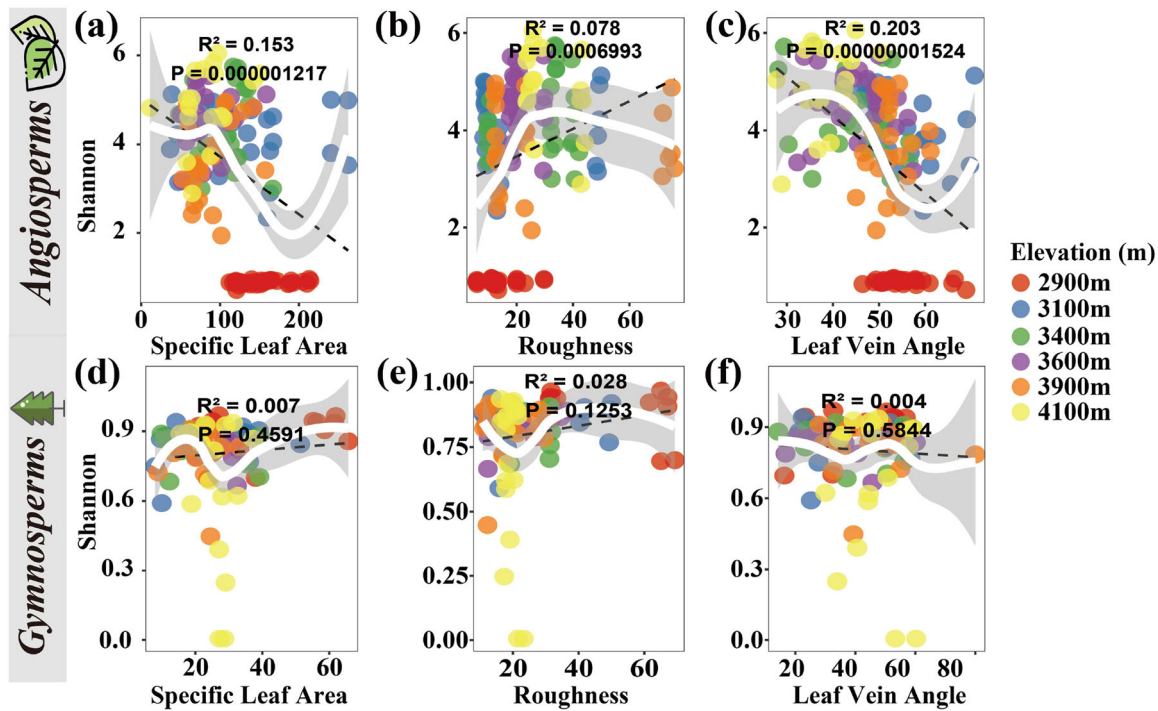 (a)
R² = 0.153
P = 0.000001217
6
4
2
0
100
200
Specific Leaf Area
Shannon
Angiosperms
(b)
R² = 0.078
P = 0.0006993
6
4
2
20
40
60
Roughness
(c)
R² = 0.203
P = 0.00000001524
6
4
2
30
40
50
60
Leaf Vein Angle
Elevation (m)
2900m
3100m
3400m
3600m
3900m
4100m
(d)
R² = 0.007
P = 0.4591
0.9
0.6
0.3
0.0
20
40
60
Specific Leaf Area
Shannon
Gymnosperms
(e)
R² = 0.028
P = 0.1253
1.00
0.75
0.50
0.25
0.00
20
40
60
Roughness
(f)
R² = 0.004
P = 0.5844
0.9
0.6
0.3
0.0
20
40
60
80
Leaf Vein Angle